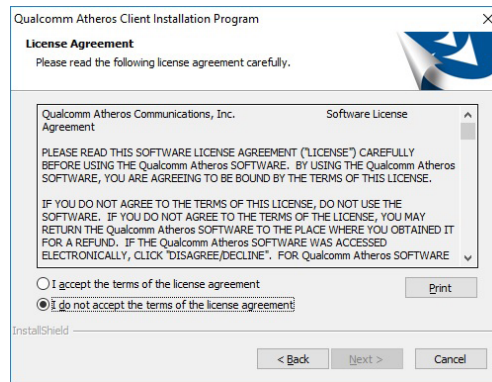 Qualcomm Atheros Client Installation Program
License Agreement
Please read the following license agreement carefully.
Qualcomm Atheros Communications, Inc. Software License
Agreement
PLEASE READ THIS SOFTWARE LICENSE AGREEMENT ("LICENSE") CAREFULLY
BEFORE USING THE Qualcomm Atheros SOFTWARE. BY USING THE Qualcomm Atheros
SOFTWARE, YOU ARE AGREEING TO BE BOUND BY THE TERMS OF THIS LICENSE.
IF YOU DO NOT AGREE TO THE TERMS OF THIS LICENSE, DO NOT USE THE
SOFTWARE. IF YOU DO NOT AGREE TO THE TERMS OF THE LICENSE, YOU MAY
RETURN THE Qualcomm Atheros SOFTWARE TO THE PLACE WHERE YOU OBTAINED IT
FOR A REFUND. IF THE Qualcomm Atheros SOFTWARE WAS ACCESSED
ELECTRONICALLY, CLICK "DISAGREE/DECLINE". FOR Qualcomm Atheros SOFTWARE
I accept the terms of the license agreement
Print
I do not accept the terms of the license agreement
InstallShield
< Back Next > Cancel